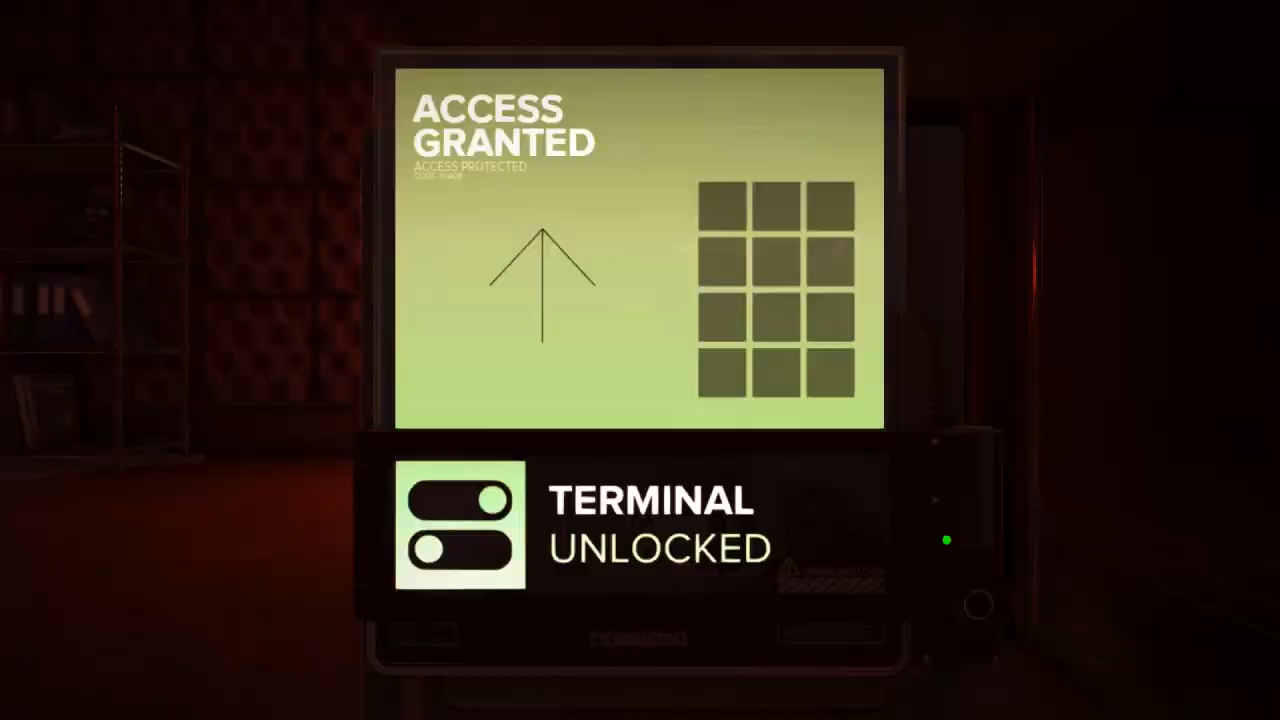 ACCESS
GRANTED
ACCESS PROTECTED
TERMINAL
UNLOCKED